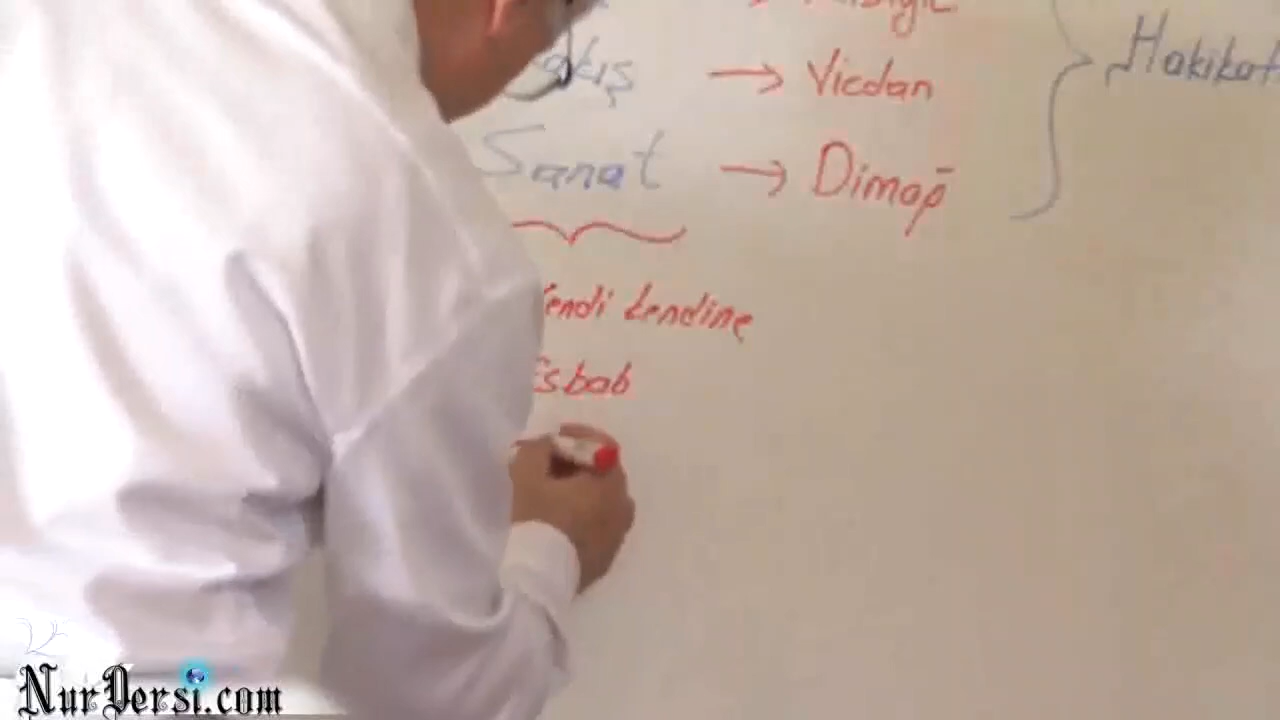 → Vicdan
Hakikat
Sanat → Dimağ
Kendi kendine
Esbab
NurDersi.com